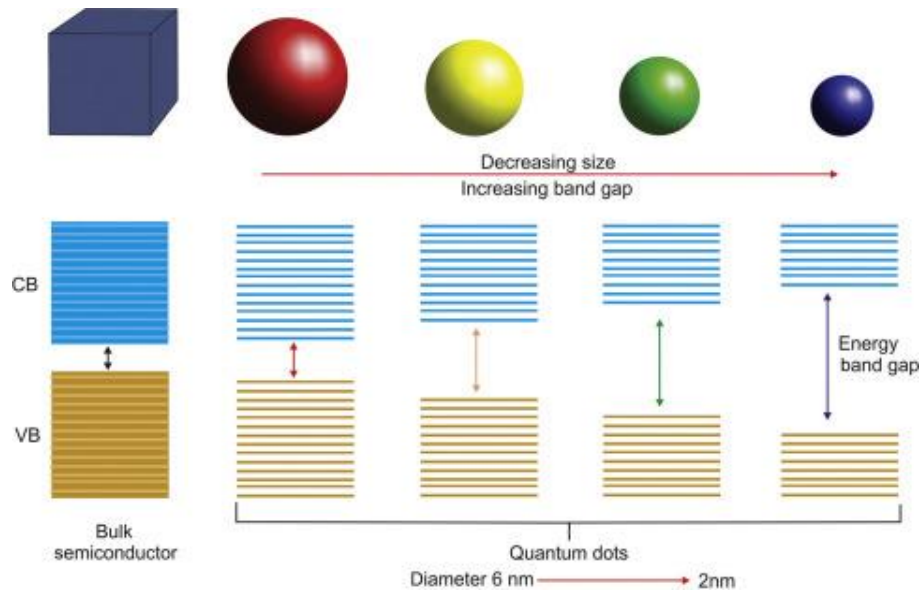 Decreasing size
Increasing band gap
CB
Energy
band gap
VB
Bulk
semiconductor
Quantum dots
Diameter 6 nm 2nm